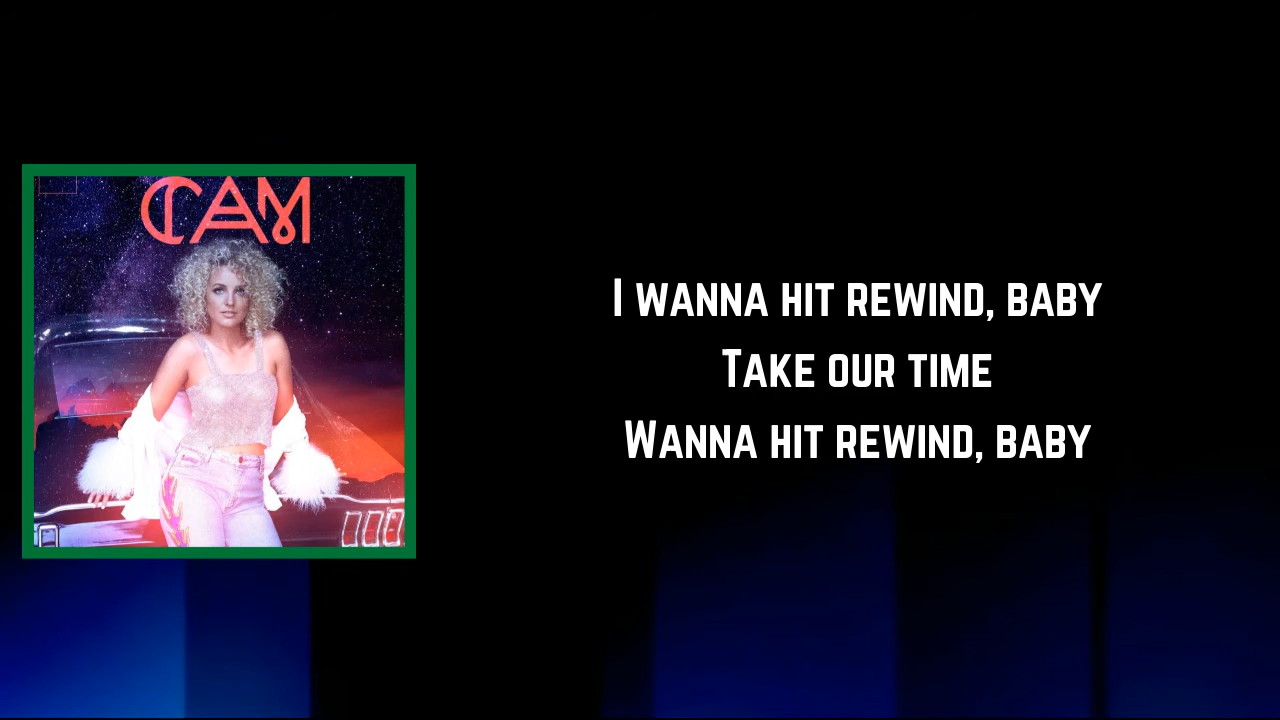 CAM
I WANNA HIT REWIND, BABY
TAKE OUR TIME
WANNA HIT REWIND, BABY